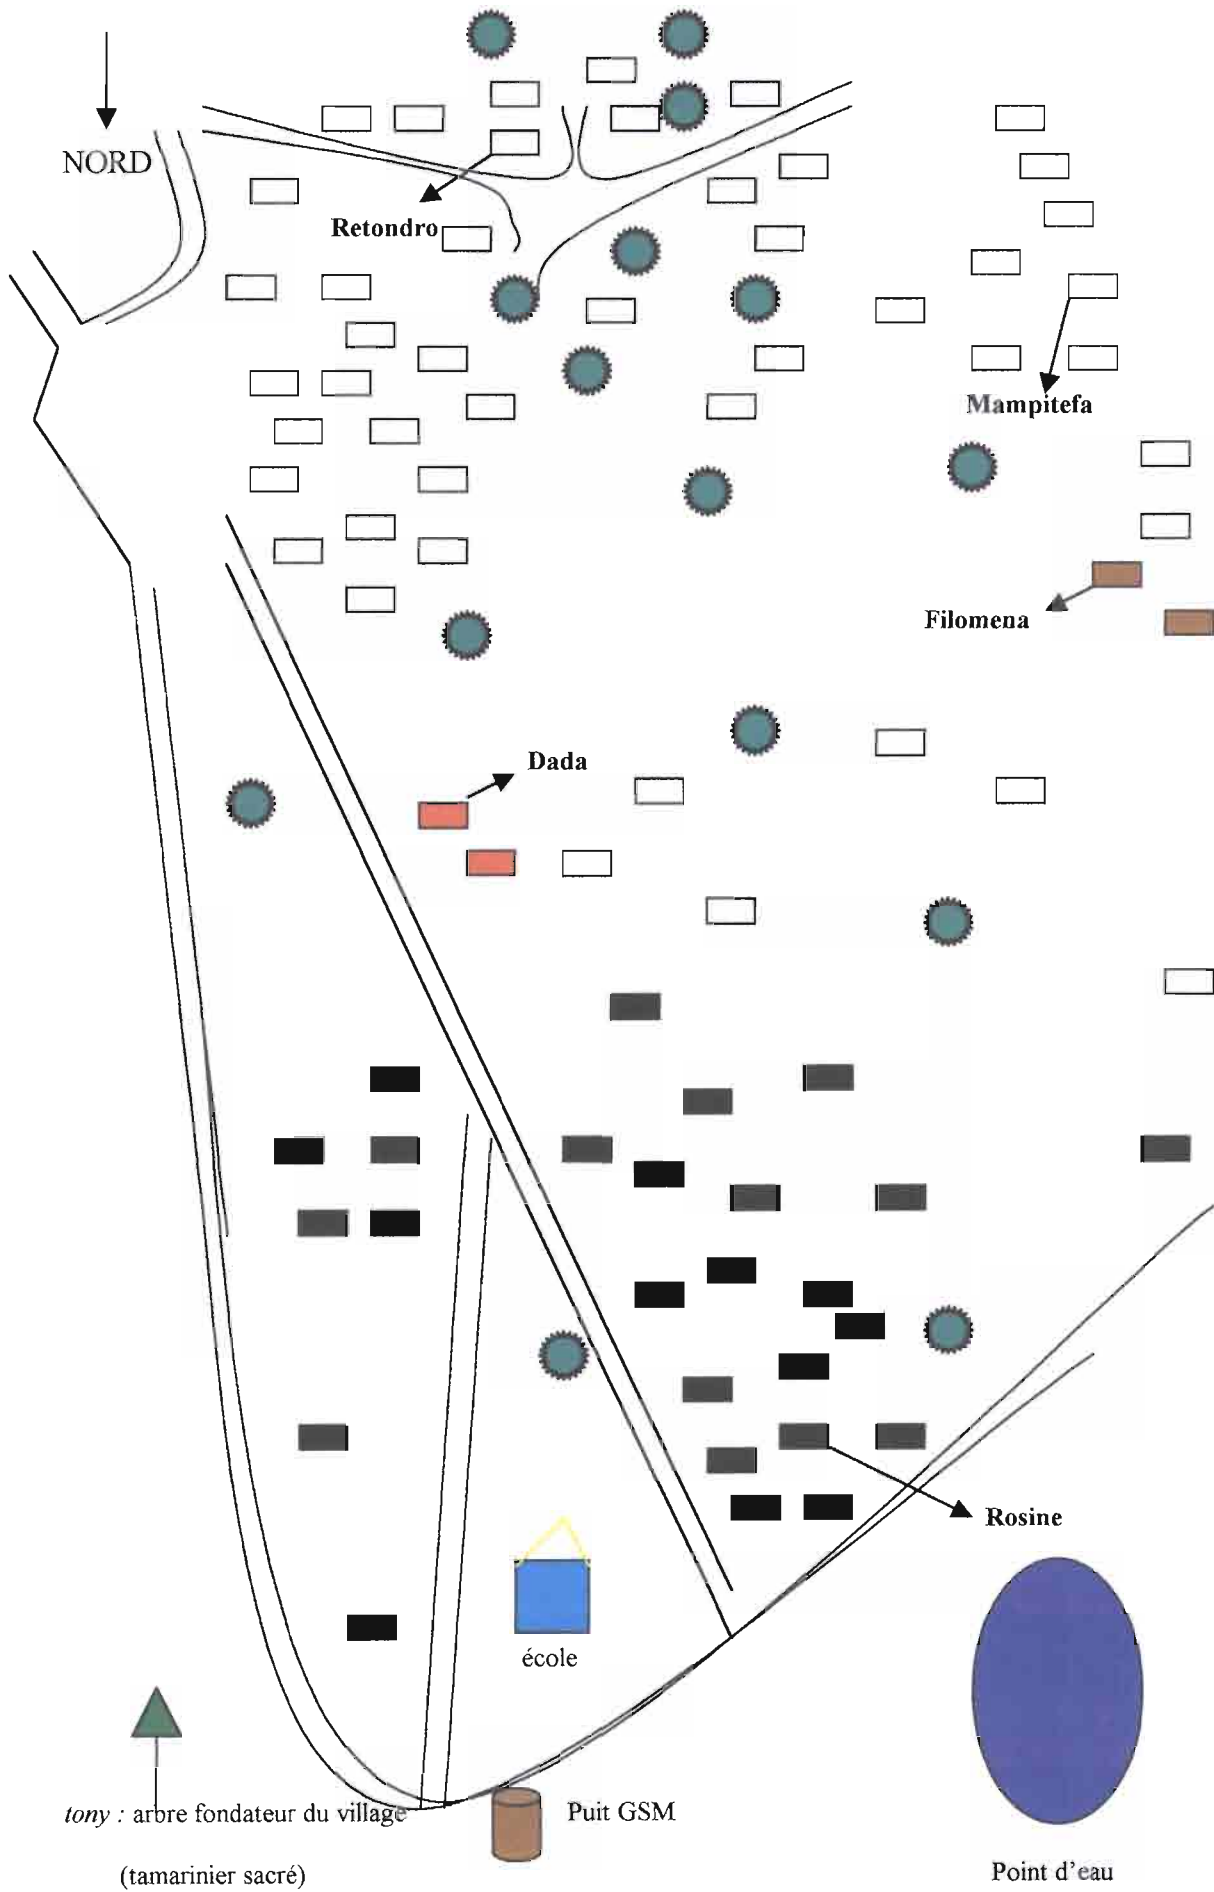 NORD
Retondro
Mampitefa
Filomena
Dada
Rosine
école
tony : arbre fondateur du village
(tamarinier sacré)
Puit GSM
Point d'eau